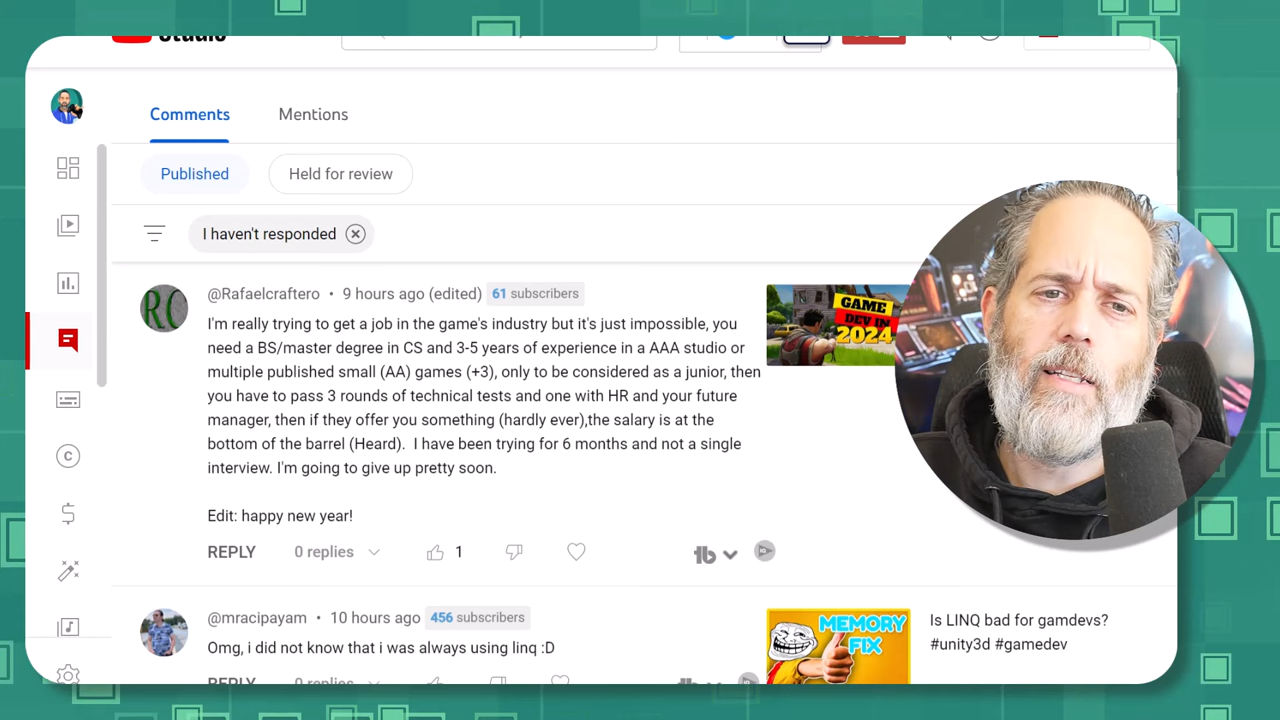 Studio
Comments
Mentions
Published
Held for review
I haven't responded
@Rafaelcraftero • 9 hours ago (edited) 61 subscribers
I'm really trying to get a job in the game's industry but it's just impossible, you
need a BS/master degree in CS and 3-5 years of experience in a AAA studio or
multiple published small (AA) games (+3), only to be considered as a junior, then
you have to pass 3 rounds of technical tests and one with HR and your future
manager, then if they offer you something (hardly ever),the salary is at the
bottom of the barrel (Heard). I have been trying for 6 months and not a single
interview. I'm going to give up pretty soon.
Edit: happy new year!
REPLY 0 replies 1
GAME
DEV IN
2024
@mracipayam • 10 hours ago 456 subscribers
Omg, i did not know that i was always using linq :D
REPLY 0 replies
MEMORY
FIX
Is LINQ bad for gamdevs?
#unity3d #gamedev